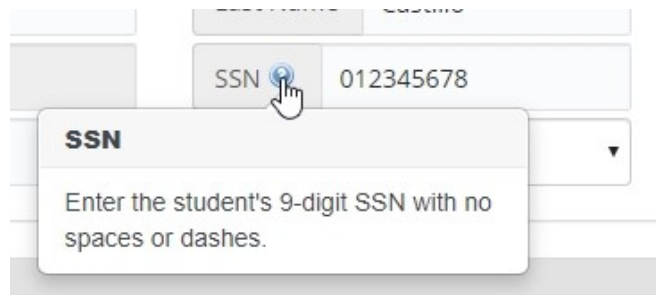 SSN 012345678
SSN
Enter the student's 9-digit SSN with no
spaces or dashes.